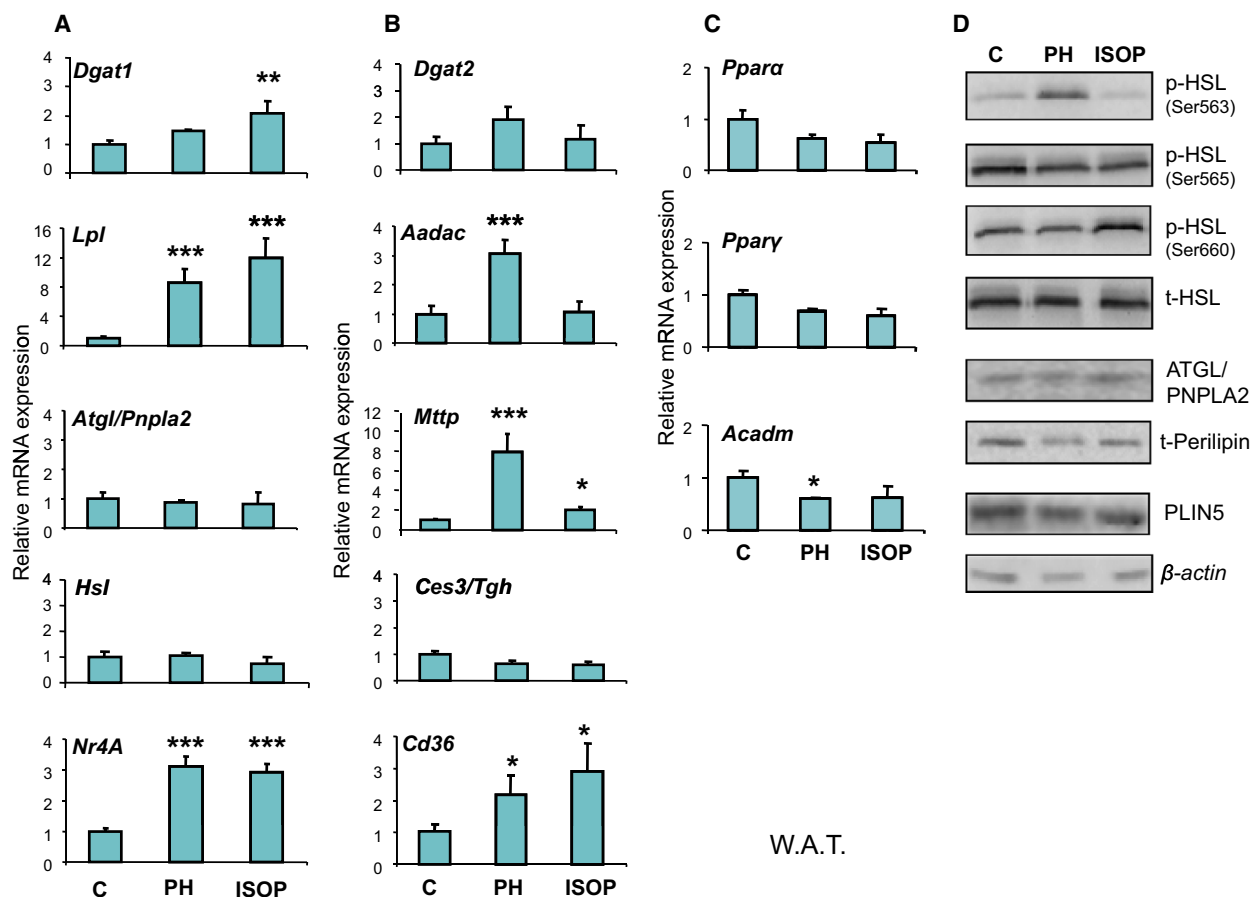 A
Relative mRNA expression
Dgat1
4
3
2
1
0
**
Lpl
16
12
8
4
0
***
***
Atgl/Pnpla2
4
3
2
1
0
Hsl
4
3
2
1
0
Nr4A
4
3
2
1
0
***
***
C PH ISOP
B
Relative mRNA expression
Dgat2
4
3
2
1
0
Aadac
4
3
2
1
0
***
Mttp
12
10
8
6
4
2
0
***
*
Ces3/Tgh
4
3
2
1
0
Cd36
4
3
2
1
0
*
*
C PH ISOP
C
Relative mRNA expression
Pparα
2
1
0
Pparγ
2
1
0
Acadm
2
1
0
*
C PH ISOP
W.A.T.
D
C PH ISOP
p-HSL
(Ser563)
p-HSL
(Ser565)
p-HSL
(Ser660)
t-HSL
ATGL/
PNPLA2
t-Perilipin
PLIN5
β-actin